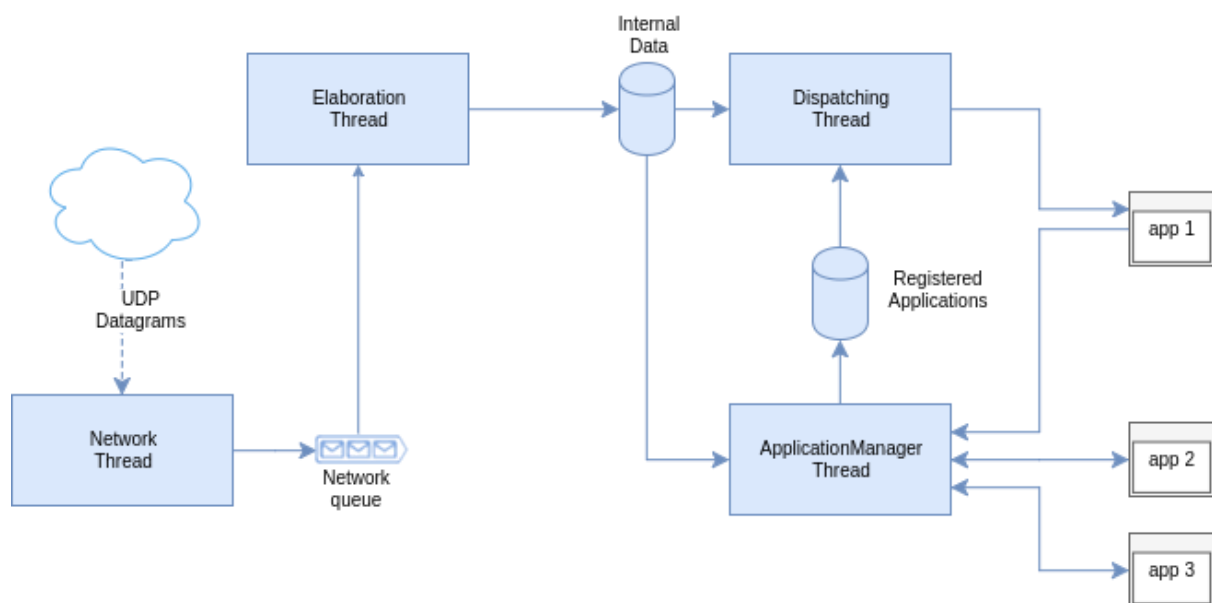 Internal
Data
Elaboration
Thread
Dispatching
Thread
app 1
UDP
Datagrams
Registered
Applications
Network
Thread
Network
queue
ApplicationManager
Thread
app 2
app 3